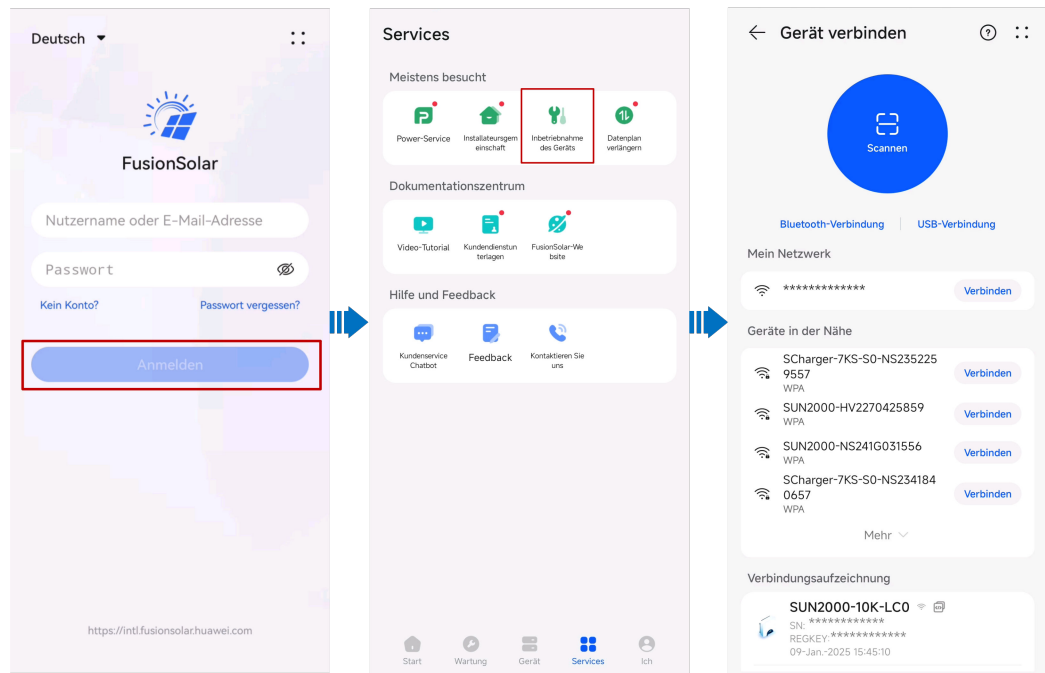 Deutsch
FusionSolar
Nutzername oder E-Mail-Adresse
Passwort
Kein Konto?
Passwort vergessen?
Anmelden
https://intl.fusionsolar.huawei.com
Services
Meistens besucht
Power-Service
Installateursgem
einschaft
Inbetriebnahme
des Geräts
Datenplan
verlängern
Dokumentationszentrum
Video-Tutorial
Kundendienstun
terlagen
FusionSolar-We
bsite
Hilfe und Feedback
Kundenservice
Chatbot
Feedback
Kontaktieren Sie
uns
Start
Wartung
Gerät
Services
Ich
Gerät verbinden
Scannen
Bluetooth-Verbindung
USB-Verbindung
Mein Netzwerk
*************
Verbinden
Geräte in der Nähe
SCharger-7KS-S0-NS235225
9557
WPA
Verbinden
SUN2000-HV2270425859
WPA
Verbinden
SUN2000-NS241G031556
WPA
Verbinden
SCharger-7KS-S0-NS234184
0657
WPA
Verbinden
Mehr
Verbindungsaufzeichnung
SUN2000-10K-LC0
SN: ************
REGKEY:************
09-Jan.-2025 15:45:10